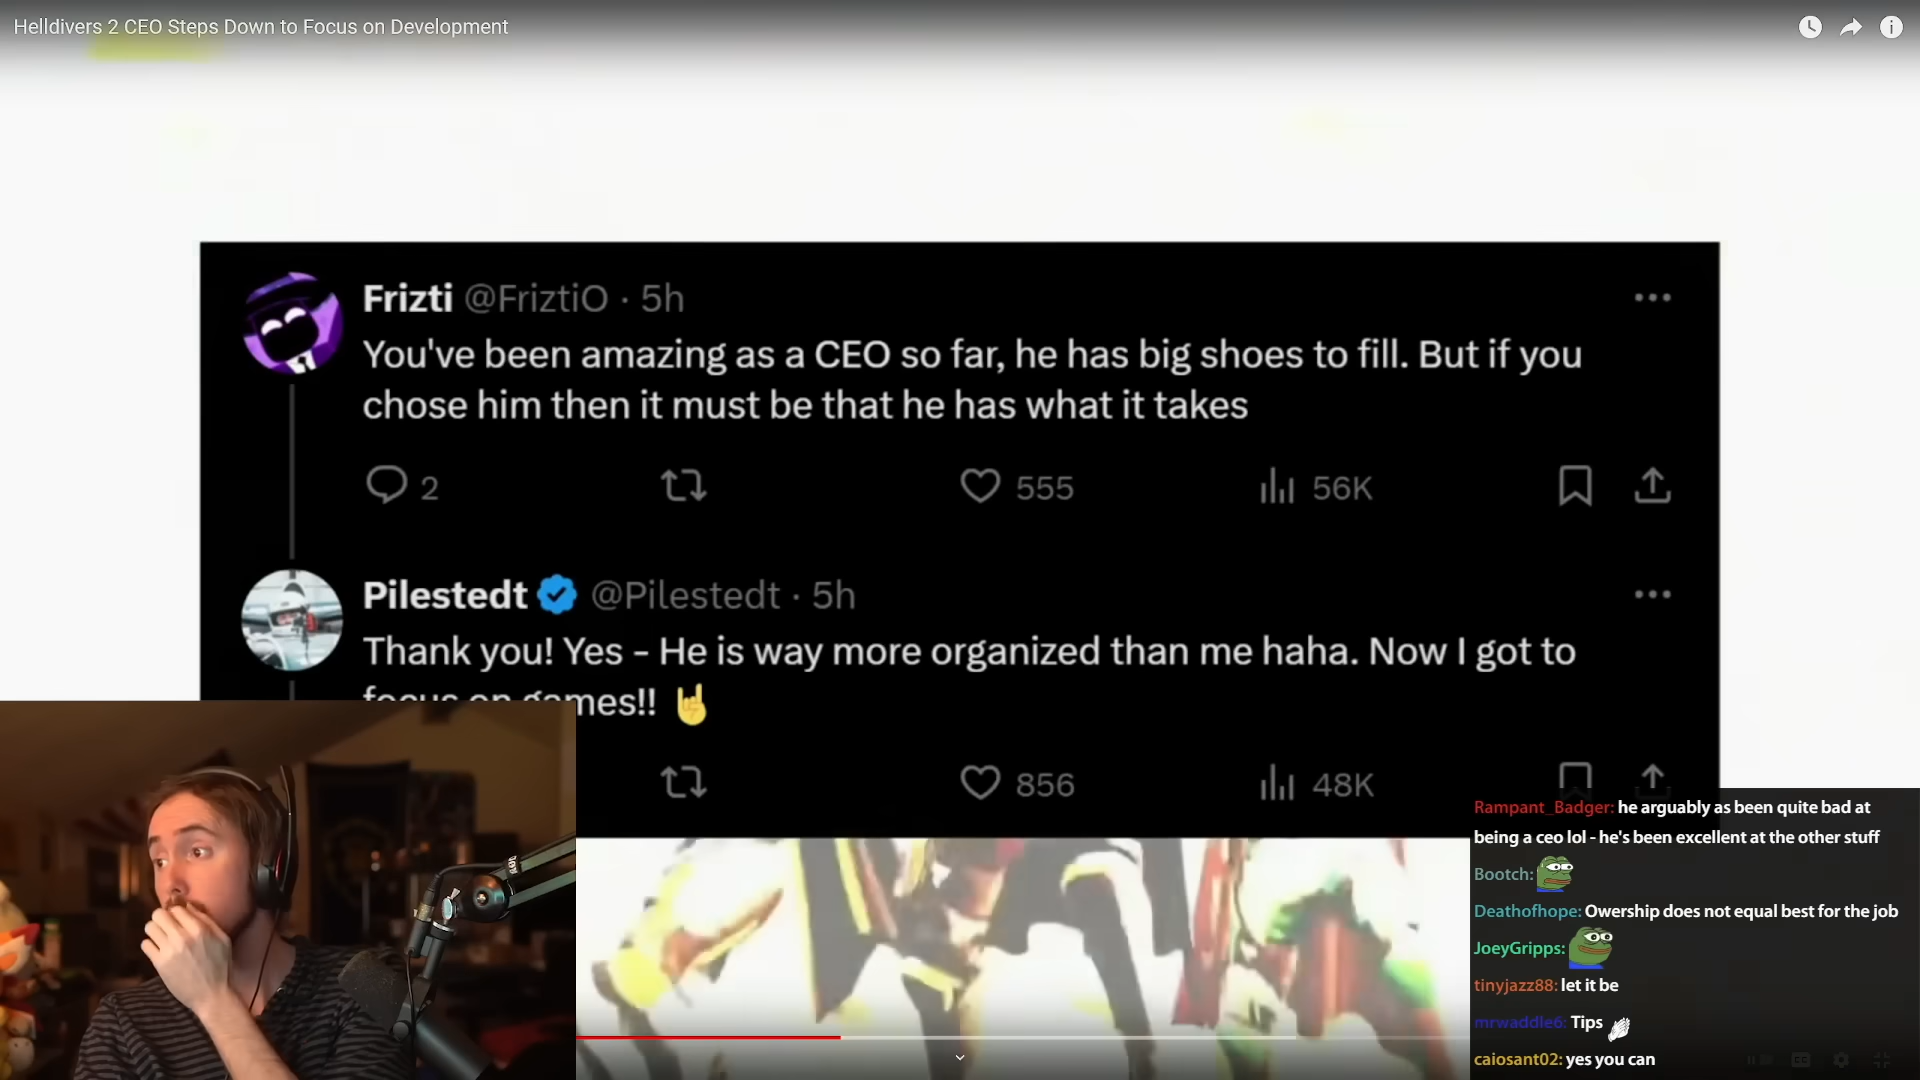 Helldivers 2 CEO Steps Down to Focus on Development
Frizti @FriztiO · 5h
You've been amazing as a CEO so far, he has big shoes to fill. But if you
chose him then it must be that he has what it takes
2 555 56K
Pilestedt @Pilestedt · 5h
Thank you! Yes - He is way more organized than me haha. Now I got to
focus on games!! 🤘
856 48K
Rampant_Badger: he arguably as been quite bad at
being a ceo lol - he's been excellent at the other stuff
Bootch:
Deathofhope: Owership does not equal best for the job
JoeyGripps:
tinyjazz88: let it be
mrwaddle6: Tips
caiosant02: yes you can